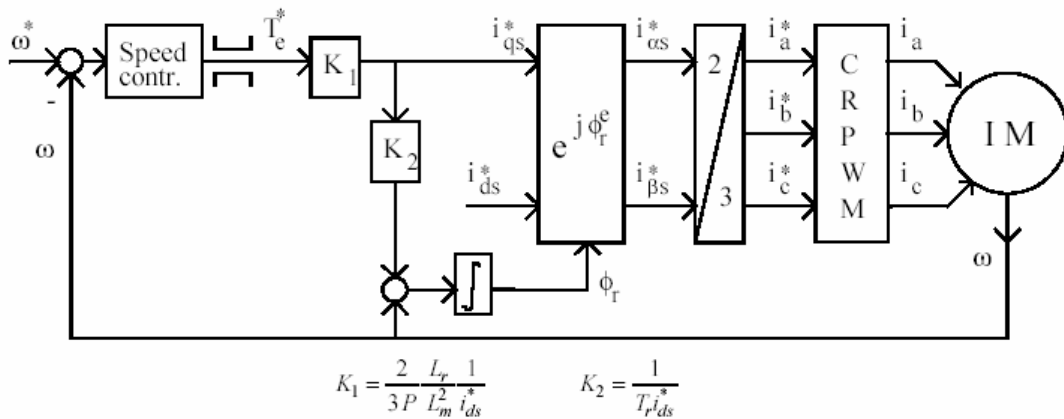 ω*
Speed
contr.
T*e
K1
i*qs
i*αs
i*a
ia
-
ω
K2
i*ds
e^jφ^e_r
i*βs
2
3
i*b
i*c
C
R
P
W
M
ib
ic
I M
ω
∫
φr
K1 = 2/3P Lr/L²m 1/i*ds
K2 = 1/Tr i*ds